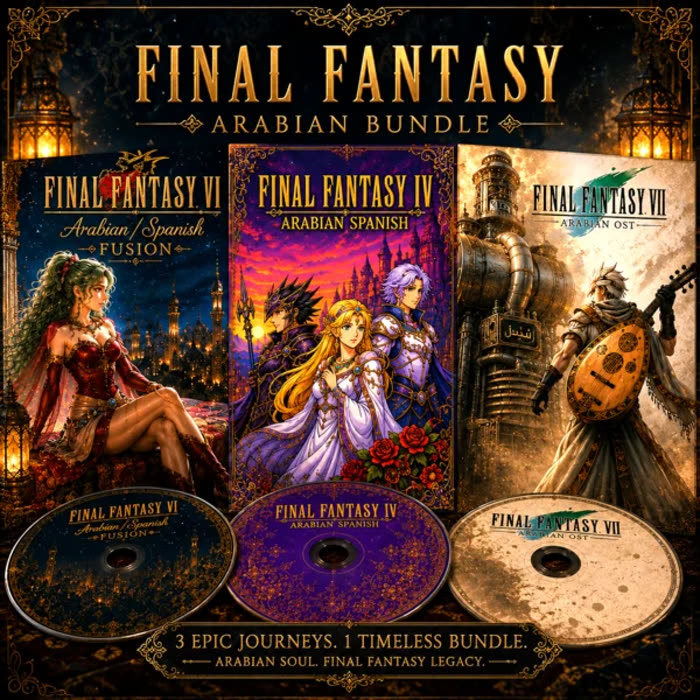 FINAL FANTASY
ARABIAN BUNDLE
FINAL FANTASY VI
Arabian/Spanish
FUSION
FINAL FANTASY IV
ARABIAN SPANISH
FINAL FANTASY VII
ARABIAN OST
FINAL FANTASY VI
Arabian/Spanish
FUSION
FINAL FANTASY IV
ARABIAN SPANISH
FINAL FANTASY VII
ARABIAN OST
3 EPIC JOURNEYS. 1 TIMELESS BUNDLE.
ARABIAN SOUL. FINAL FANTASY LEGACY.